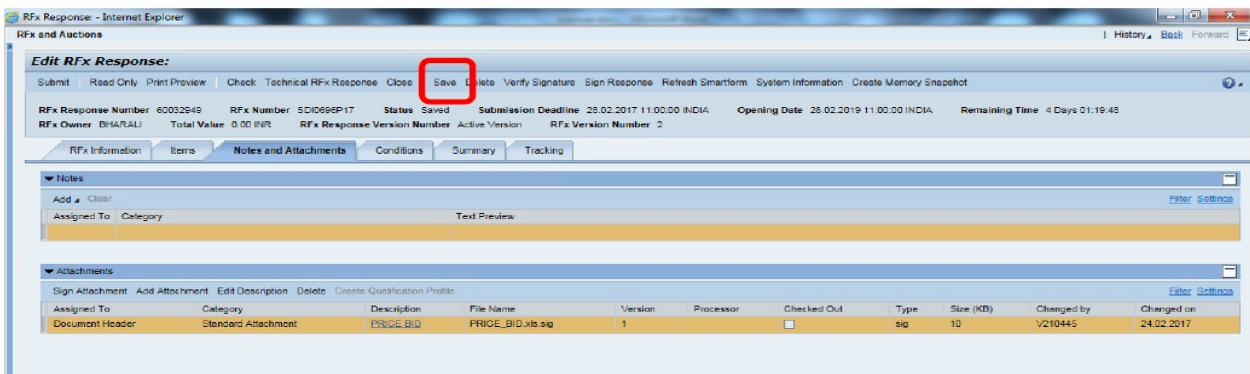 RFx Response: - Internet Explorer
RFx and Auctions History Back Forward
Edit RFx Response:
Submit Read Only Print Preview Check Technical RFx Response Close Save Delete Verify Signature Sign Response Refresh Smartform System Information Create Memory Snapshot
RFx Response Number 60032949 RFx Number SDI0696P17 Status Saved Submission Deadline 28.02.2017 11:00:00 INDIA Opening Date 28.02.2019 11:00:00 INDIA Remaining Time 4 Days 01:19:48
RFx Owner BHARALI Total Value 0.00 INR RFx Response Version Number Active Version RFx Version Number 2
RFx Information Items Notes and Attachments Conditions Summary Tracking
Notes
Add Clear Filter Settings
Assigned To Category Text Preview
Attachments
Sign Attachment Add Attachment Edit Description Delete Create Qualification Profile Filter Settings
Assigned To Category Description File Name Version Processor Checked Out Type Size (KB) Changed by Changed on
Document Header Standard Attachment PRICE BID PRICE_BID.xls.sig 1 sig 10 V210445 24.02.2017